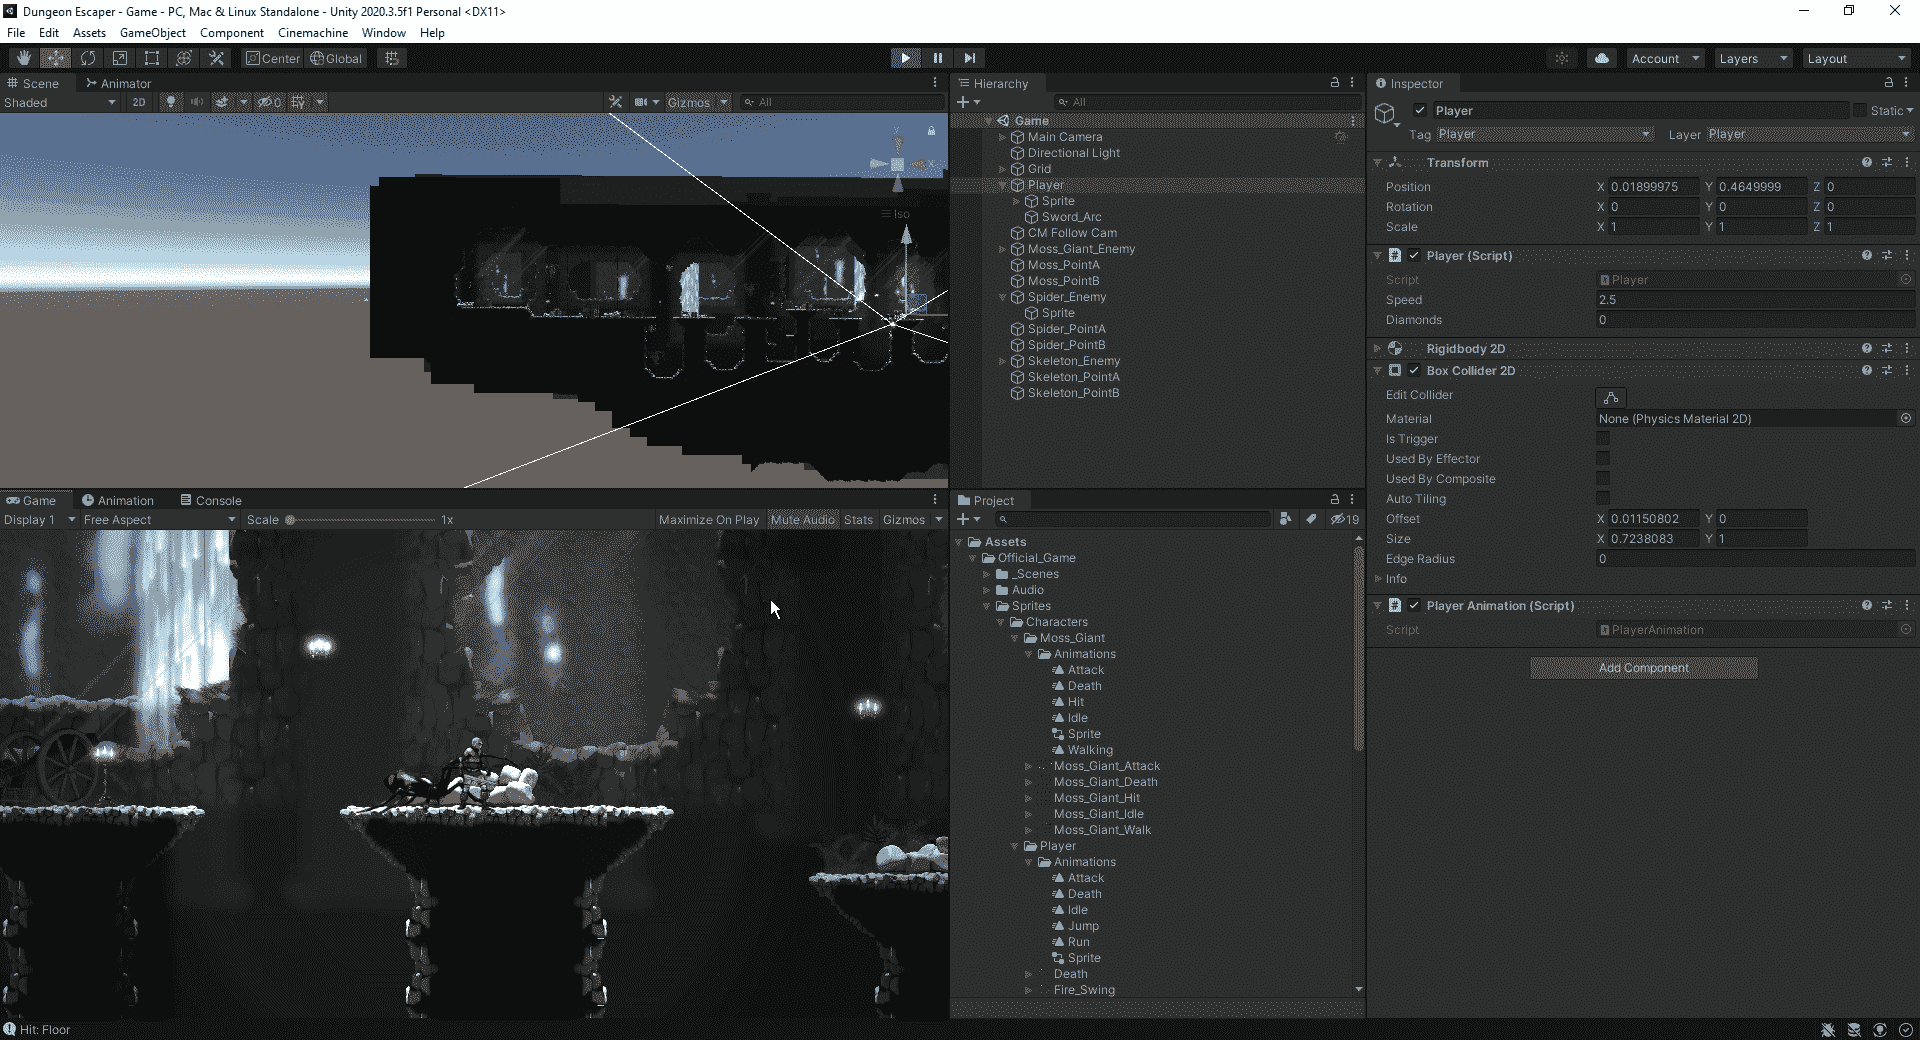 Dungeon Escaper - Game - PC, Mac & Linux Standalone - Unity 2020.3.5f1 Personal <DX11>
File Edit Assets GameObject Component Cinemachine Window Help
Center Global Account Layers Layout
Scene Animator
Shaded 2D 0 Gizmos All
y
x
Iso
Game Animation Console
Display 1 Free Aspect Scale 1x Maximize On Play Mute Audio Stats Gizmos
Hit: Floor
Hierarchy
All
Game
Main Camera
Directional Light
Grid
Player
Sprite
Sword_Arc
CM Follow Cam
Moss_Giant_Enemy
Moss_PointA
Moss_PointB
Spider_Enemy
Sprite
Spider_PointA
Spider_PointB
Skeleton_Enemy
Skeleton_PointA
Skeleton_PointB
Project
19
Assets
Official_Game
_Scenes
Audio
Sprites
Characters
Moss_Giant
Animations
Attack
Death
Hit
Idle
Sprite
Walking
Moss_Giant_Attack
Moss_Giant_Death
Moss_Giant_Hit
Moss_Giant_Idle
Moss_Giant_Walk
Player
Animations
Attack
Death
Idle
Jump
Run
Sprite
Death
Fire_Swing
Inspector
Player Static
Tag Player Layer Player
Transform
Position X 0.01899975 Y 0.4649999 Z 0
Rotation X 0 Y 0 Z 0
Scale X 1 Y 1 Z 1
# Player (Script)
Script Player
Speed 2.5
Diamonds 0
Rigidbody 2D
Box Collider 2D
Edit Collider
Material None (Physics Material 2D)
Is Trigger
Used By Effector
Used By Composite
Auto Tiling
Offset X 0.01150802 Y 0
Size X 0.7238083 Y 1
Edge Radius 0
Info
# Player Animation (Script)
Script PlayerAnimation
Add Component